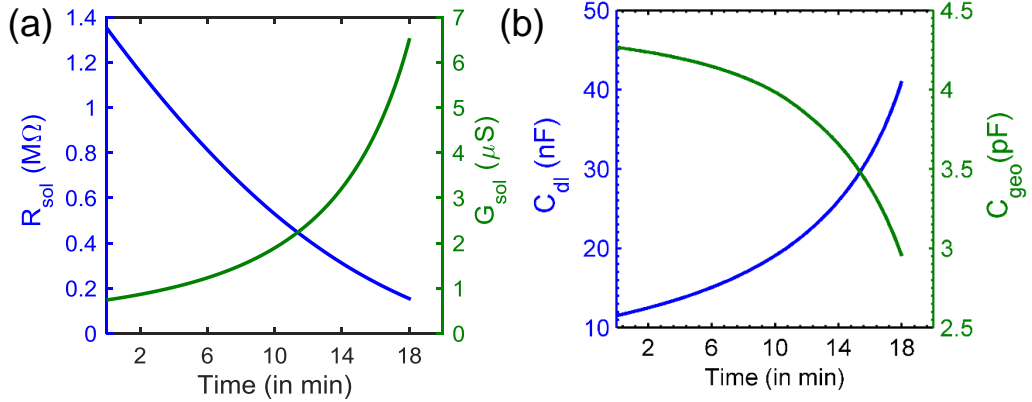 (a)
1.4
1.2
1
0.8
0.6
0.4
0.2
0
R_sol (MΩ)
7
6
5
4
3
2
1
0
G_sol (μS)
2 6 10 14 18
Time (in min)
(b)
50
40
30
20
10
C_dl (nF)
4.5
4
3.5
3
2.5
C_geo (pF)
2 6 10 14 18
Time (in min)